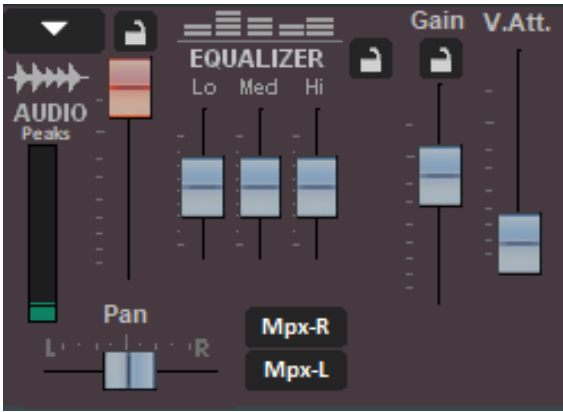 Gain V.Att.
EQUALIZER
Lo Med Hi
AUDIO
Peaks
Pan
L R
Mpx-R
Mpx-L